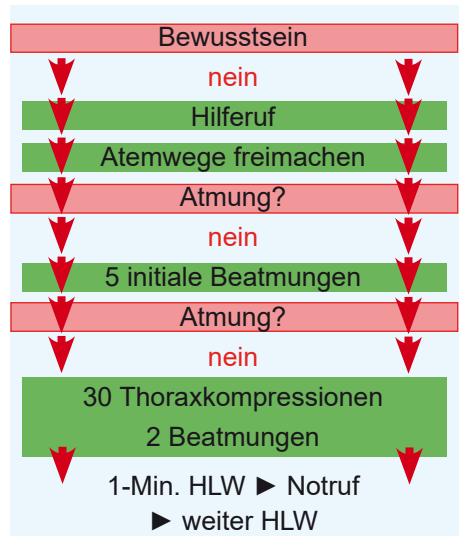 Bewusstsein
nein
Hilferuf
Atemwege freimachen
Atmung?
nein
5 initiale Beatmungen
Atmung?
nein
30 Thoraxkompressionen
2 Beatmungen
1-Min. HLW ► Notruf
► weiter HLW